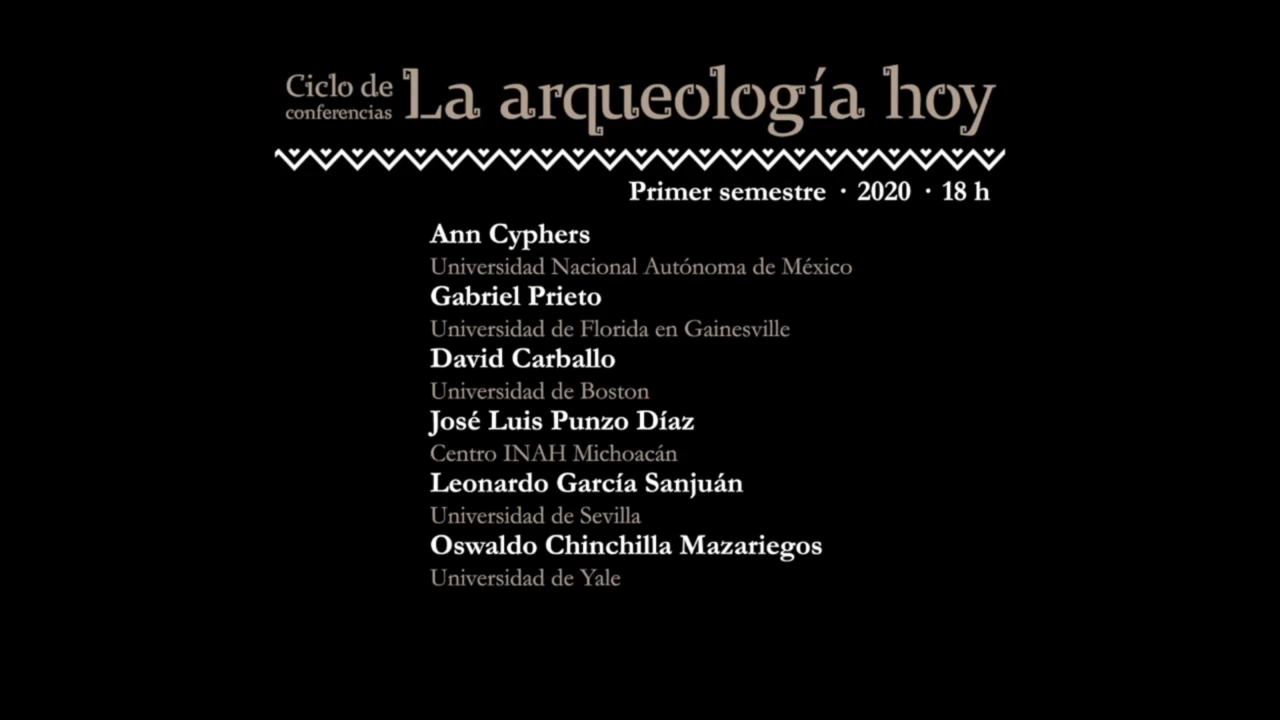 Ciclo de
conferencias
La arqueología hoy
Primer semestre · 2020 · 18 h
Ann Cyphers
Universidad Nacional Autónoma de México
Gabriel Prieto
Universidad de Florida en Gainesville
David Carballo
Universidad de Boston
José Luis Punzo Díaz
Centro INAH Michoacán
Leonardo García Sanjuán
Universidad de Sevilla
Oswaldo Chinchilla Mazariegos
Universidad de Yale